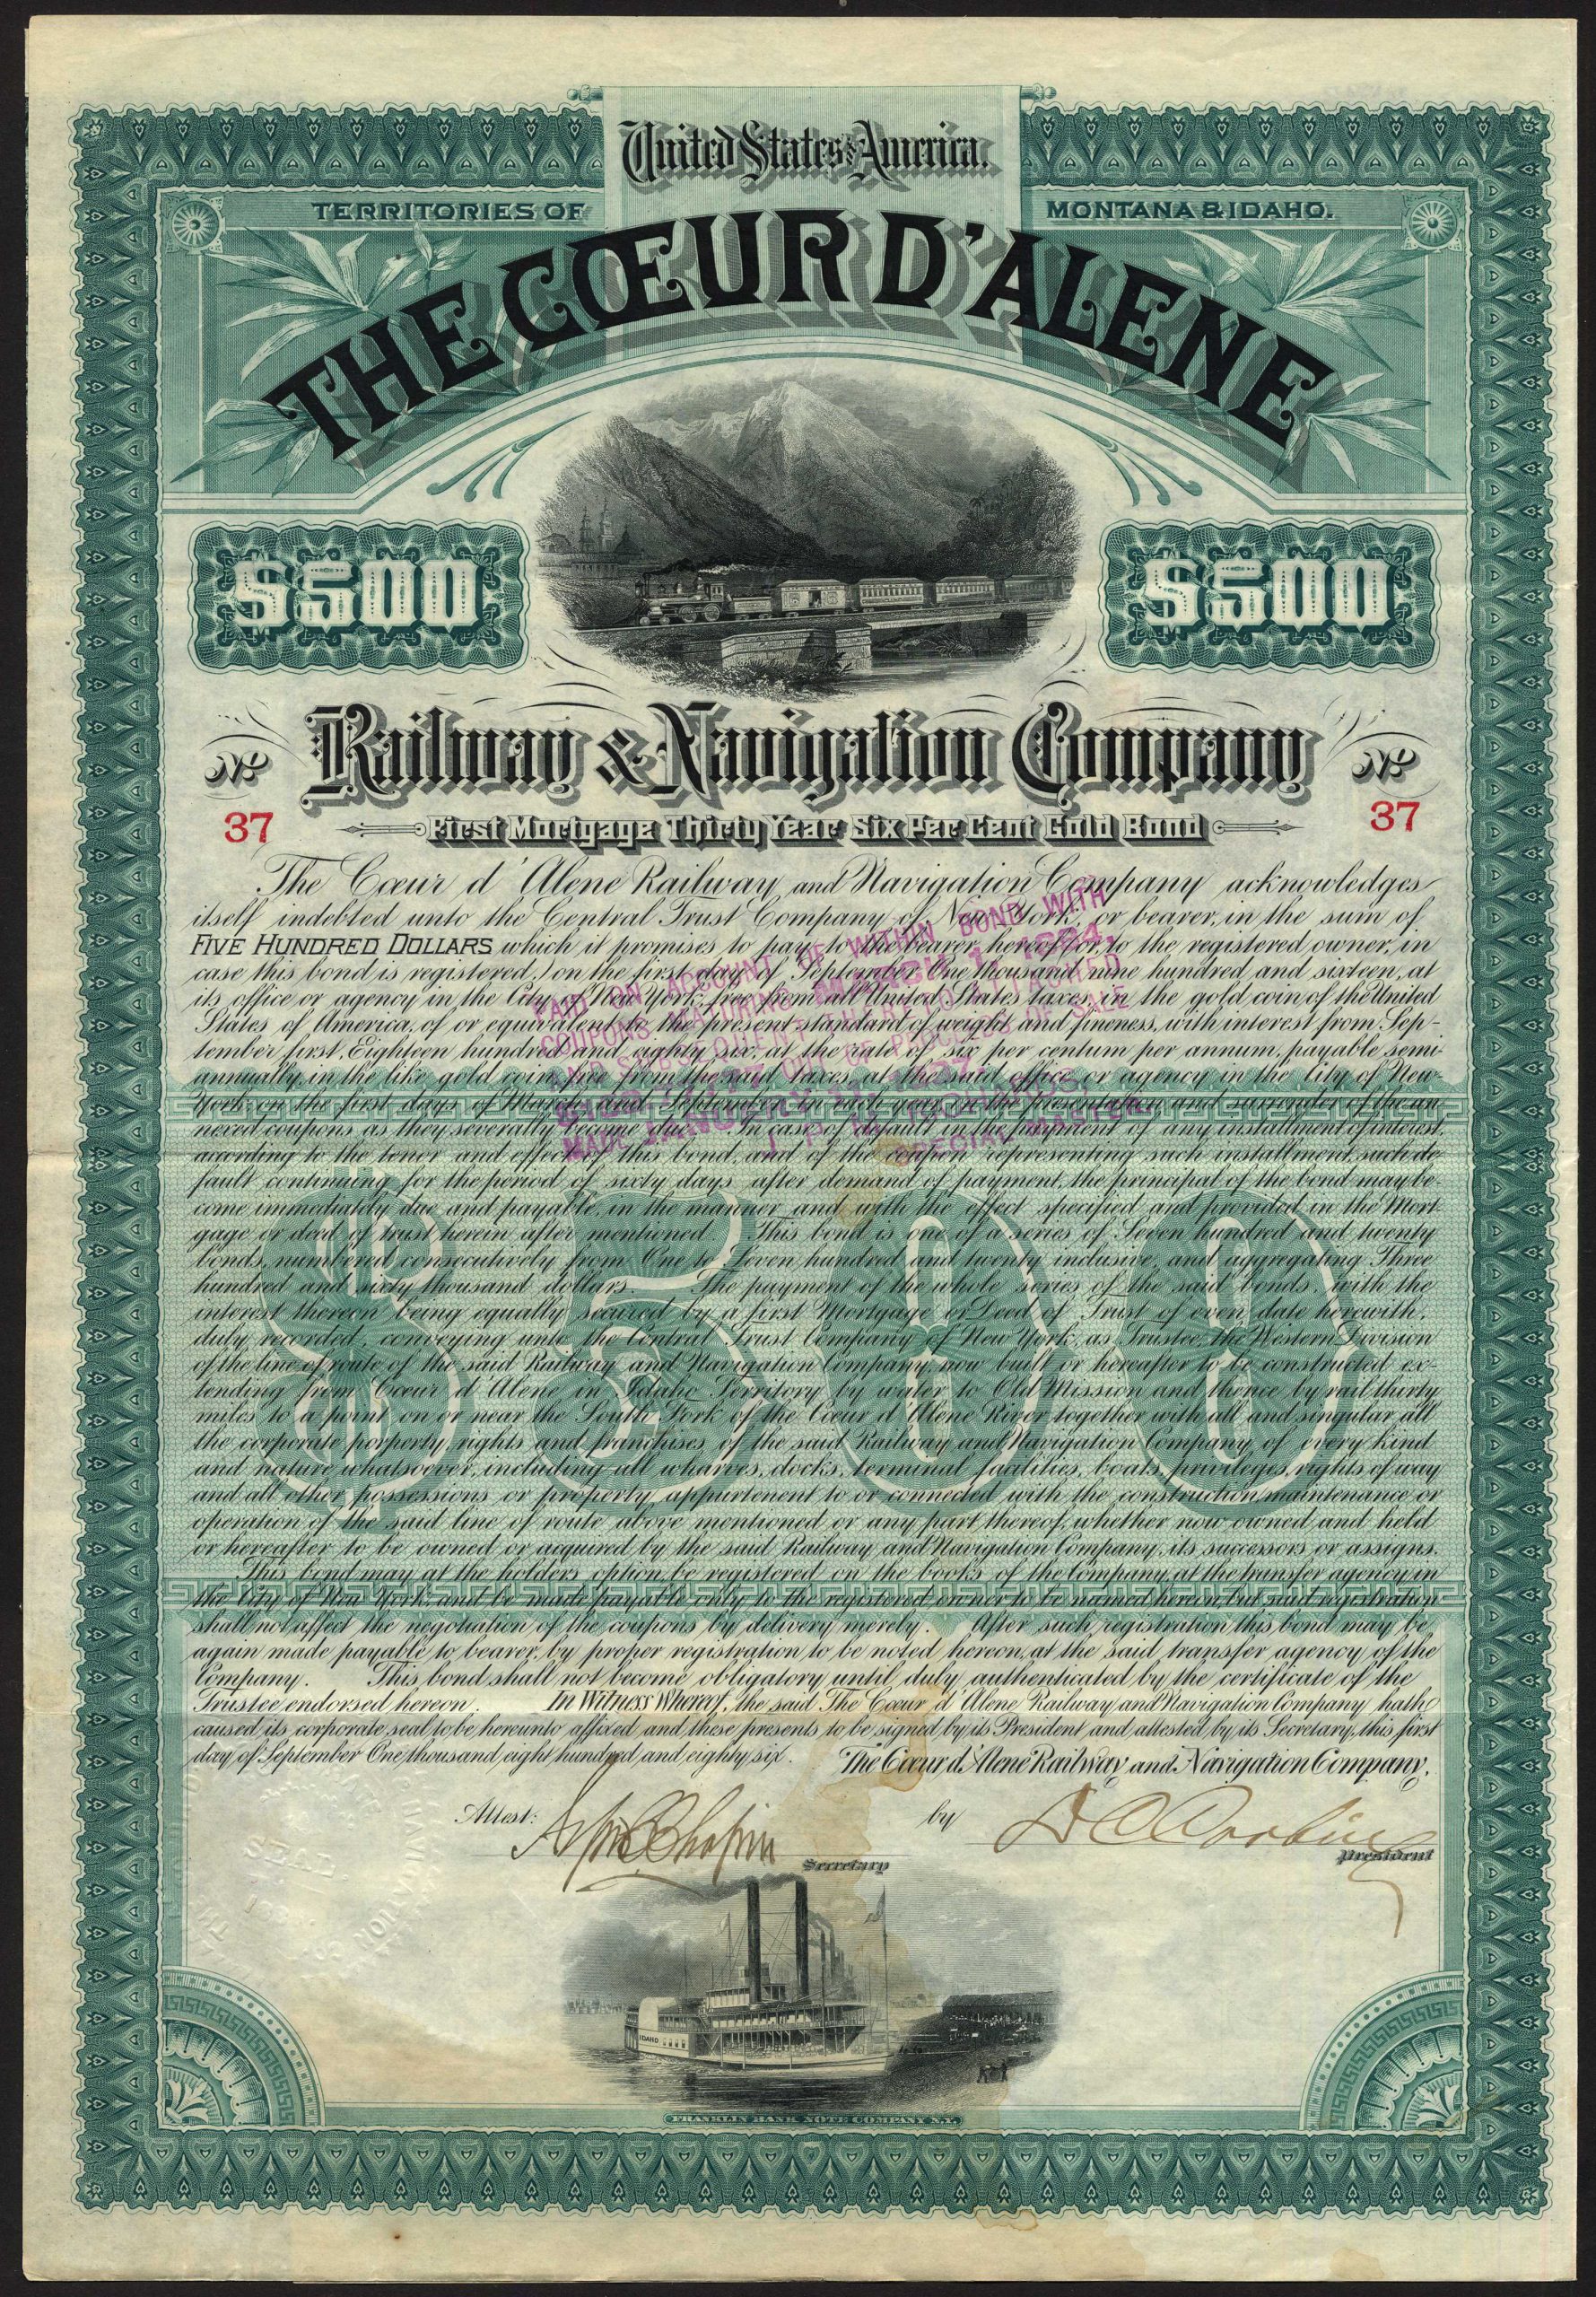 United States of America.
TERRITORIES OF MONTANA & IDAHO.
THE CŒUR D'ALENE
$500 $500
Railway & Navigation Company
No No
37 37
First Mortgage Thirty Year Six Per Cent Gold Bond
The Cœur d'Alene Railway and Navigation Company acknowledges
itself indebted unto the Central Trust Company of New York, or bearer, in the sum of
FIVE HUNDRED DOLLARS which it promises to pay to the bearer hereof, or to the registered owner, in
case this bond is registered, on the first day of September One thousand nine hundred and sixteen, at
its office or agency in the City of New York, free from all United States taxes, in the gold coin of the United
States of America, of or equivalent to the present standard of weight and fineness, with interest from Sep-
tember first, Eighteen hundred and eighty six, at the rate of six per centum per annum, payable semi-
annually, in the like gold coin, free from the said taxes, at the said office or agency in the City of New
York, on the first days of March and September in each year, on the presentation and surrender of the an
nexed coupons as they severally become due. In case of default in the payment of any installment of interest,
according to the tenor and effect of this bond, and of the coupon representing such installment, such de
fault continuing for the period of sixty days after demand of payment, the principal of the bond may be-
come immediately due and payable, in the manner and with the effect specified and provided in the Mort
gage or deed of trust herein after mentioned. This bond is one of a series of Seven hundred and twenty
bonds, numbered consecutively from One to Seven hundred and twenty inclusive, and aggregating Three
hundred and sixty thousand dollars. The payment of the whole series of the said bonds, with the
interest thereon being equally secured by a first Mortgage or Deed of Trust of even date herewith,
duly recorded, conveying unto the Central Trust Company of New York, as Trustee, the Western Division
of the line of route of the said Railway and Navigation Company, now built or hereafter to be constructed ex-
tending from Cœur d'Alene in Idaho Territory by water to Old Mission and thence by rail thirty
miles to a point on or near the South Fork of the Cœur d'Alene River together with all and singular all
the corporate porperty, rights and franchises, of the said Railway and Navigation Company, of every kind
and nature whatsoever, including all wharves, docks, terminal facilities, boats, privileges, rights of way
and all other possessions or property, appurtenent to or connected with the construction, maintenance or
operation of the said line of route above mentioned or any part thereof, whether now owned and held
or hereafter to be owned or acquired by the said Railway and Navigation Company, its successors or assigns.
This bond may at the holders option, be registered on the books of the Company, at the transfer agency in
the City of New York, and be made payable only to the registered owner to be named hereon, but said registration
shall not affect the negotiation of the coupons by delivery merely. After such registration this bond may be
again made payable to bearer, by proper registration to be noted hereon, at the said transfer agency of the
Company. This bond shall not become obligatory until duly authenticated by the certificate of the
Trustee endorsed hereon. In Witness Whereof, the said The Cœur d'Alene Railway and Navigation Company hath
caused its corporate seal to be hereunto affixed and these presents to be signed by its President and attested by its Secretary, this first
day of September One thousand eight hundred and eighty six. The Cœur d'Alene Railway and Navigation Company,
PAID ON ACCOUNT OF WITHIN BOND WITH
COUPONS MATURING MARCH 1, 1894,
AND SUBSEQUENT THERETO ATTACHED
OUT OF PROCEEDS OF SALE
MADE JANUARY
SPECIAL MASTER
$500
Attest: Chapin Secretary by D C Corbin President
SEAL
IDAHO
FRANKLIN BANK NOTE COMPANY N.Y.